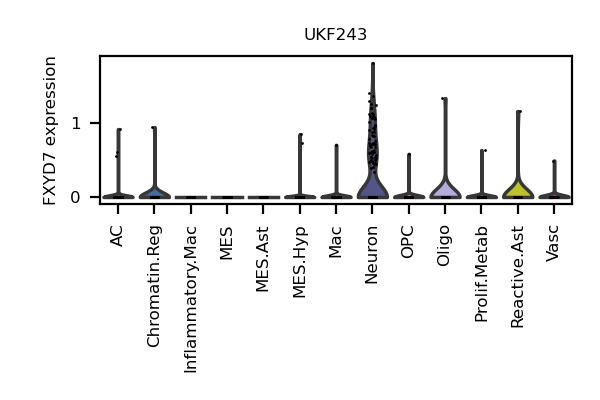 UKF243
FXYD7 expression
1
0
AC
Chromatin.Reg
Inflammatory.Mac
MES
MES.Ast
MES.Hyp
Mac
Neuron
OPC
Oligo
Prolif.Metab
Reactive.Ast
Vasc